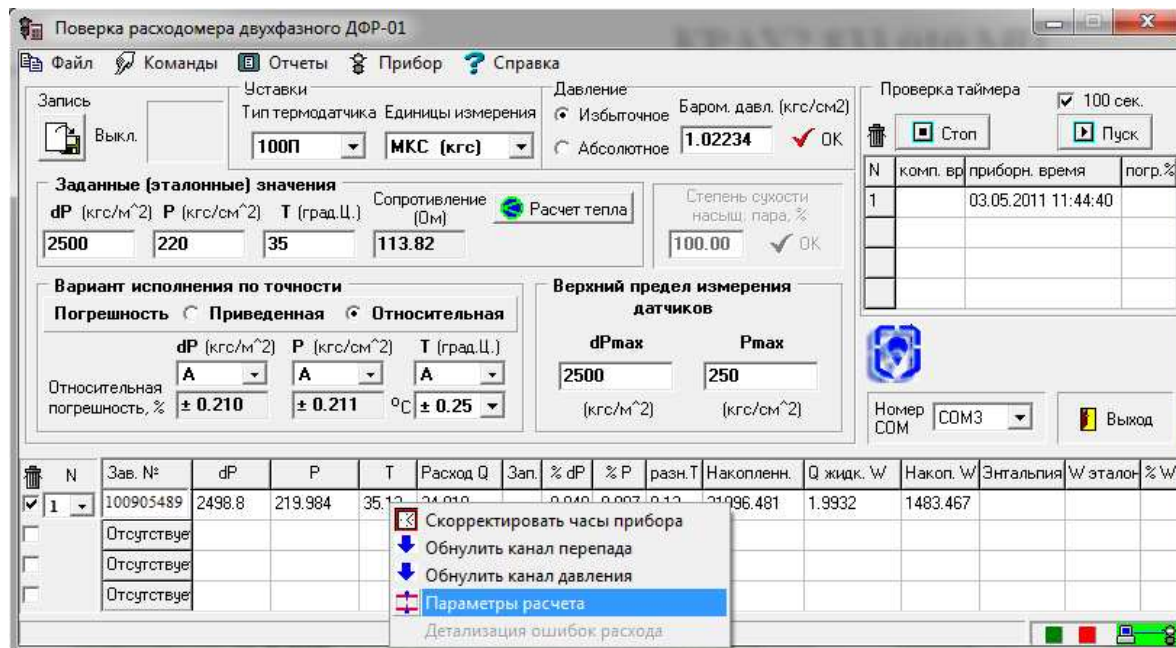 Поверка расходомера двухфазного ДФР-01
Файл Команды Отчеты Прибор Справка
Запись
Выкл.
Уставки
Тип термодатчика Единицы измерения
100П МКС (кгс)
Давление
Избыточное
Абсолютное
Баром. давл. (кгс/см2)
1.02234 OK
Проверка таймера
100 сек.
Стоп Пуск
N комп. вр приборн. время погр.%
1 03.05.2011 11:44:40
Заданные (эталонные) значения
dP (кгс/м^2) P (кгс/см^2) T (град.Ц.) Сопротивление (Ом)
2500 220 35 113.82
Расчет тепла
Степень сухости
насыщ. пара, %
100.00 OK
Вариант исполнения по точности
Погрешность Приведенная Относительная
dP (кгс/м^2) P (кгс/см^2) T (град.Ц.)
A A A
Относительная
погрешность, % ± 0.210 ± 0.211 ºC ± 0.25
Верхний предел измерения
датчиков
dPmax Pmax
2500 250
(кгс/м^2) (кгс/см^2)
Номер
COM
COM3
Выход
N Зав. № dP P T Расход Q Зап. % dP % P разн.T Накопленн. Q жидк. W Накоп. W Энтальпия W эталон % W
1 100905489 2498.8 219.984 1.9932 1483.467
Отсутствуе
Отсутствуе
Отсутствуе
Скорректировать часы прибора
Обнулить канал перепада
Обнулить канал давления
Параметры расчета
Детализация ошибок расхода